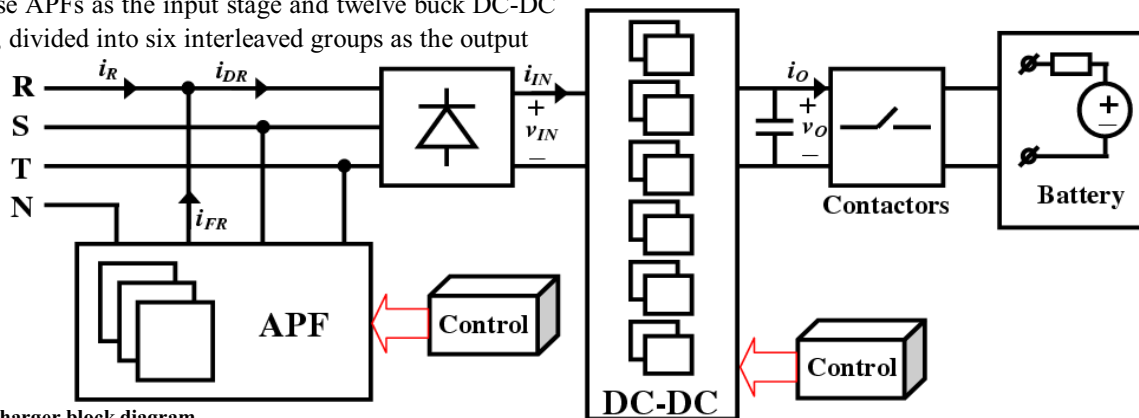 se APFs as the input stage and twelve buck DC-DC
, divided into six interleaved groups as the output
R
S
T
N
iR
iDR
iFR
iIN
+
vIN
–
iO
+
vO
–
APF
Control
DC-DC
Control
Contactors
+
–
Battery
harger block diagram